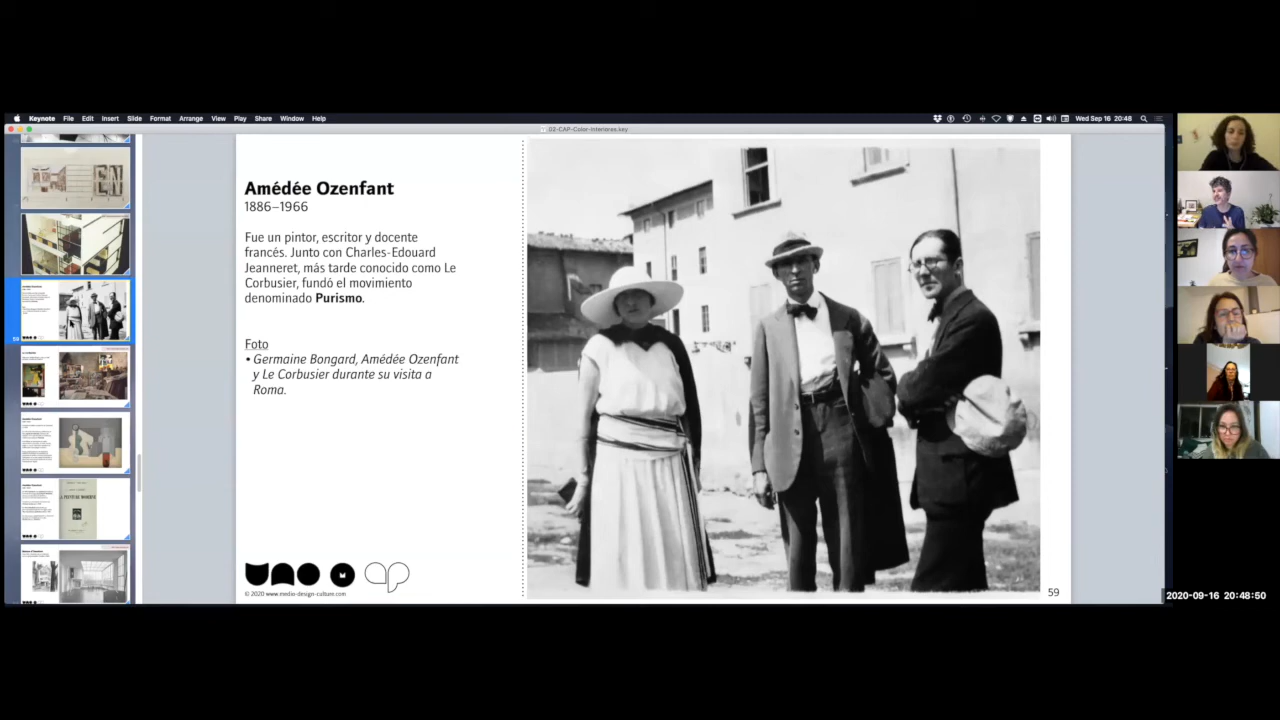 Keynote File Edit Insert Slide Format Arrange View Play Share Window Help
Wed Sep 16 20:48
02-CAP-Color-Interiores.key
Amédée Ozenfant
1886–1966
Fue un pintor, escritor y docente
francés. Junto con Charles-Edouard
Jeanneret, más tarde conocido como Le
Corbusier, fundó el movimiento
denominado Purismo.
Foto
• Germaine Bongard, Amédée Ozenfant
y Le Corbusier durante su visita a
Roma.
© 2020 www.medio-design-culture.com
59
59
2020-09-16 20:48:50